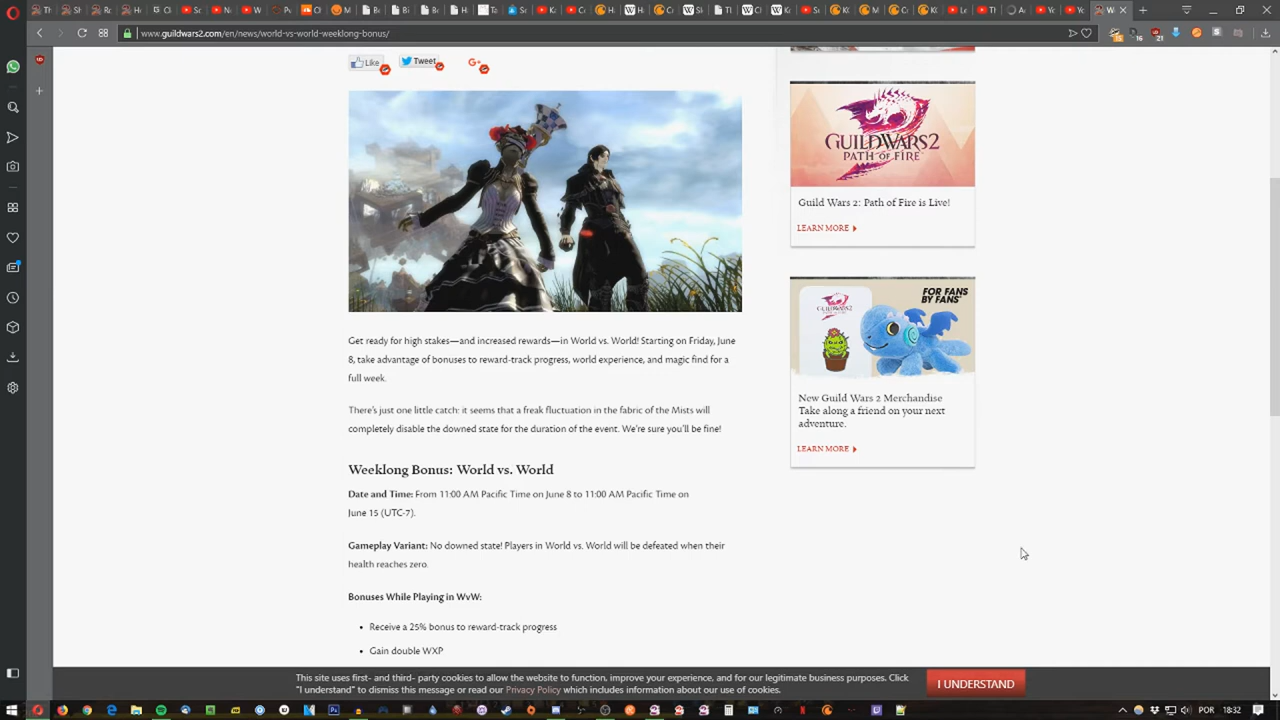 www.guildwars2.com/en/news/world-vs-world-weeklong-bonus/
Like
Tweet
G+
GUILD WARS 2
PATH OF FIRE
Guild Wars 2: Path of Fire is Live!
LEARN MORE
FOR FANS
BY FANS
GUILD WARS 2
New Guild Wars 2 Merchandise
Take along a friend on your next
adventure.
LEARN MORE
Get ready for high stakes—and increased rewards—in World vs. World! Starting on Friday, June
8, take advantage of bonuses to reward-track progress, world experience, and magic find for a
full week.
There's just one little catch: it seems that a freak fluctuation in the fabric of the Mists will
completely disable the downed state for the duration of the event. We're sure you'll be fine!
Weeklong Bonus: World vs. World
Date and Time: From 11:00 AM Pacific Time on June 8 to 11:00 AM Pacific Time on
June 15 (UTC-7).
Gameplay Variant: No downed state! Players in World vs. World will be defeated when their
health reaches zero.
Bonuses While Playing in WvW:
• Receive a 25% bonus to reward-track progress
• Gain double WXP
This site uses first- and third- party cookies to allow the website to function, improve your experience, and for our legitimate business purposes. Click
"I understand" to dismiss this message or read our Privacy Policy which includes information about our use of cookies.
I UNDERSTAND
POR 18:32